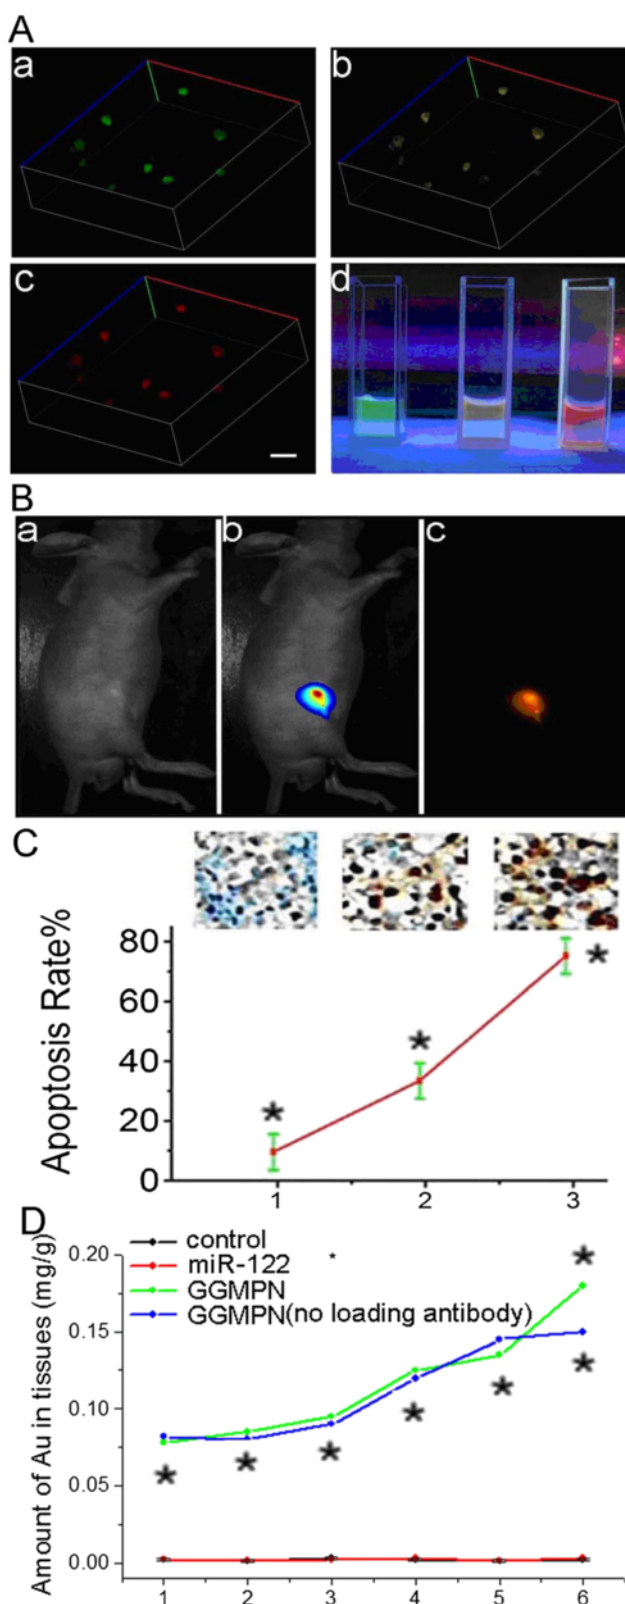 A
a
b
c
d
B
a
b
c
C
Apoptosis Rate%
80
60
40
20
0
*
*
*
1
2
3
D
Amount of Au in tissues (mg/g)
control
miR-122
GGMPN
GGMPN(no loading antibody)
*
0.20
0.15
0.10
0.05
0.00
*
*
*
*
*
*
*
1
2
3
4
5
6